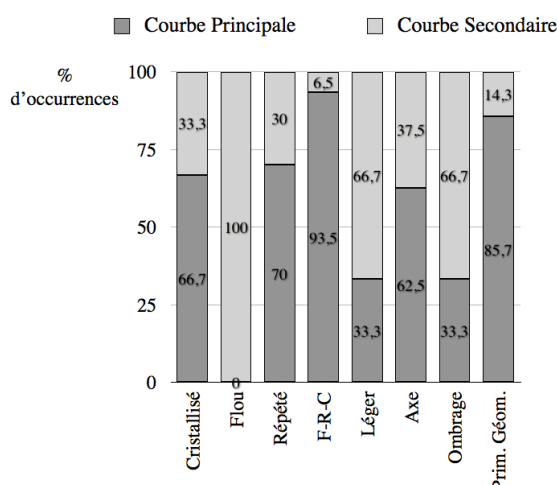 Courbe Principale
Courbe Secondaire
%
d’occurrences
100
75
50
25
0
33,3
66,7
100
0
30
70
6,5
93,5
66,7
33,3
37,5
62,5
66,7
33,3
14,3
85,7
Cristallisé
Flou
Répété
F-R-C
Léger
Axe
Ombrage
Prim. Géom.